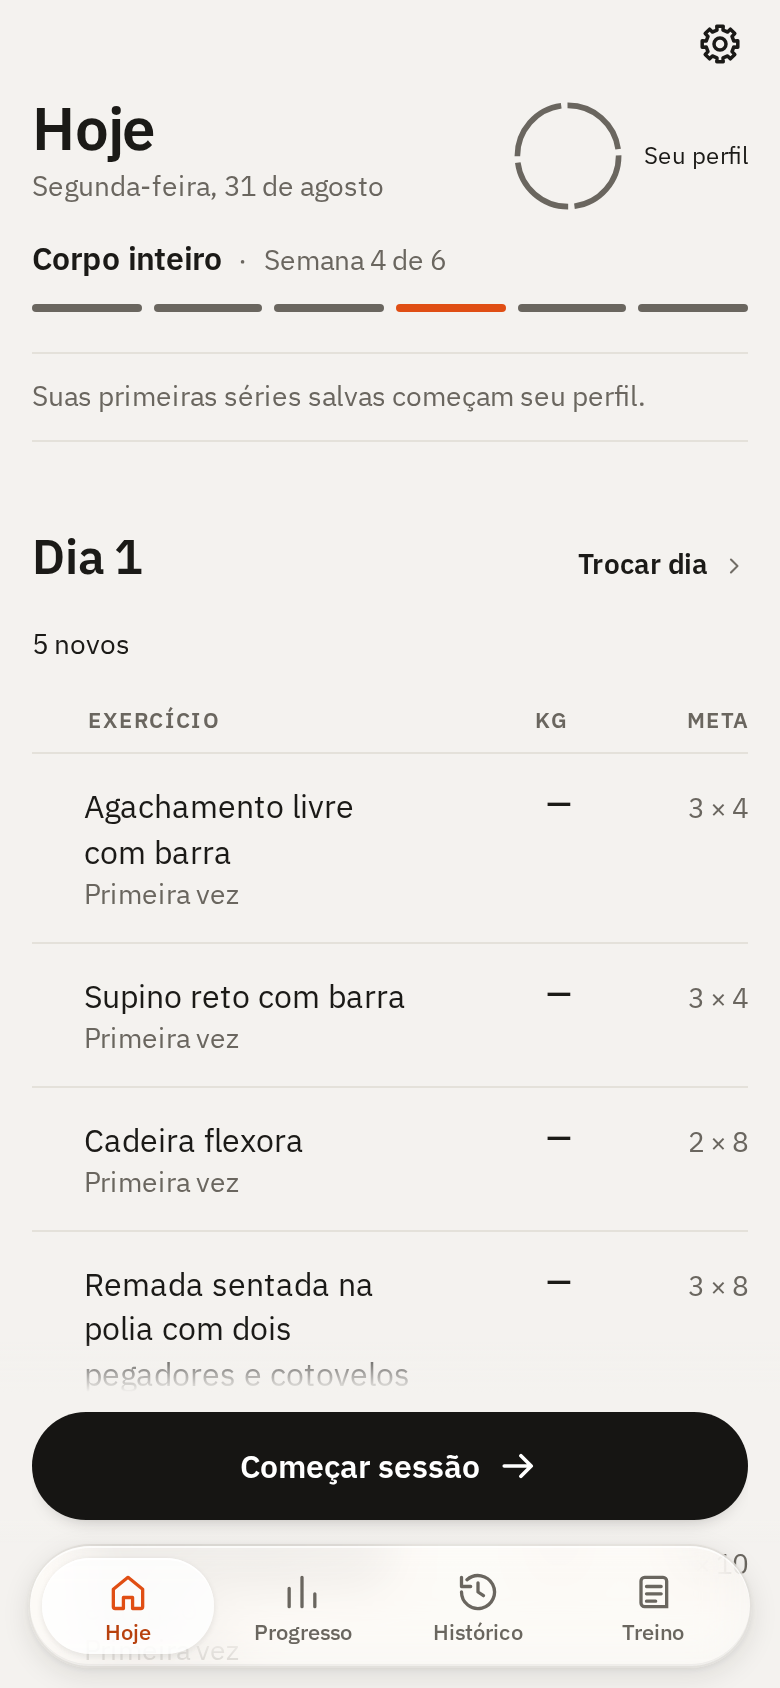 Hoje
Segunda-feira, 31 de agosto
Seu perfil
Corpo inteiro · Semana 4 de 6
Suas primeiras séries salvas começam seu perfil.
Dia 1
Trocar dia
5 novos
EXERCÍCIO KG META
Agachamento livre — 3 × 4
com barra
Primeira vez
Supino reto com barra — 3 × 4
Primeira vez
Cadeira flexora — 2 × 8
Primeira vez
Remada sentada na — 3 × 8
polia com dois
pegadores e cotovelos
Começar sessão
10
Hoje Progresso Histórico Treino
Primeira vez